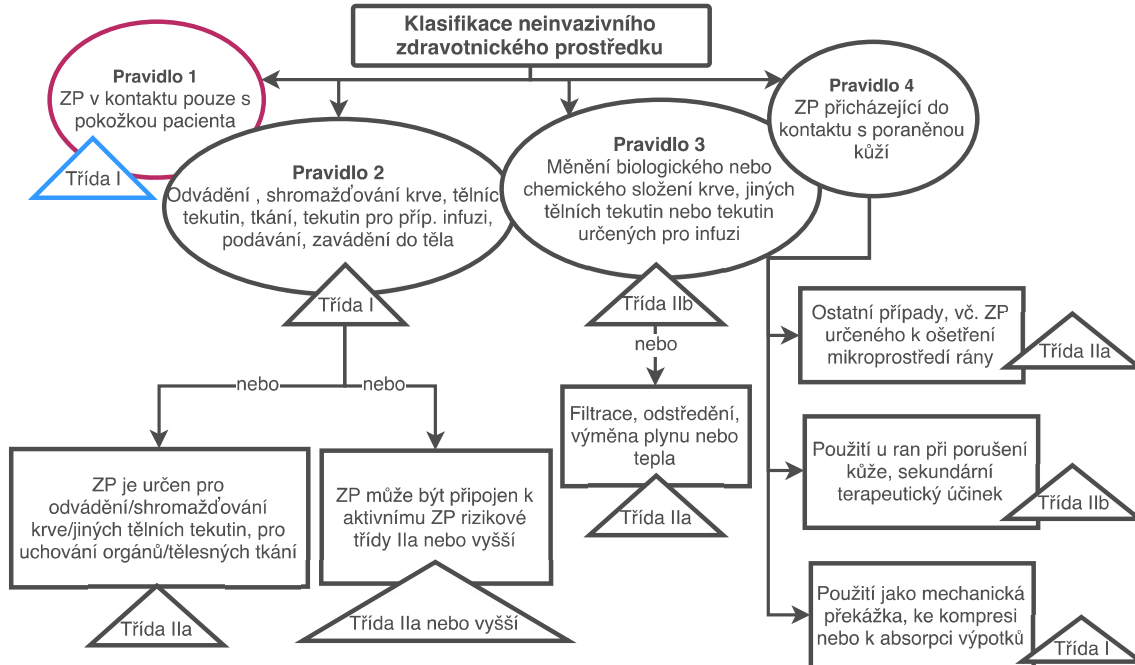 Klasifikace neinvazivního
zdravotnického prostředku
Pravidlo 1
ZP v kontaktu pouze s
pokožkou pacienta
Třída I
Pravidlo 2
Odvádění , shromažďování krve, tělních
tekutin, tkání, tekutin pro příp. infuzi,
podávání, zavádění do těla
Třída I
Pravidlo 3
Měnění biologického nebo
chemického složení krve, jiných
tělních tekutin nebo tekutin
určených pro infuzi
Třída IIb
Pravidlo 4
ZP přicházející do
kontaktu s poraněnou
kůží
nebo
nebo
nebo
ZP je určen pro
odvádění/shromažďování
krve/jiných tělních tekutin, pro
uchování orgánů/tělesných tkání
Třída IIa
ZP může být připojen k
aktivnímu ZP rizikové
třídy IIa nebo vyšší
Třída IIa nebo vyšší
Filtrace, odstředění,
výměna plynu nebo
tepla
Třída IIa
Ostatní případy, vč. ZP
určeného k ošetření
mikroprostředí rány
Třída IIa
Použití u ran při porušení
kůže, sekundární
terapeutický účinek
Třída IIb
Použití jako mechanická
překážka, ke kompresi
nebo k absorpci výpotků
Třída I